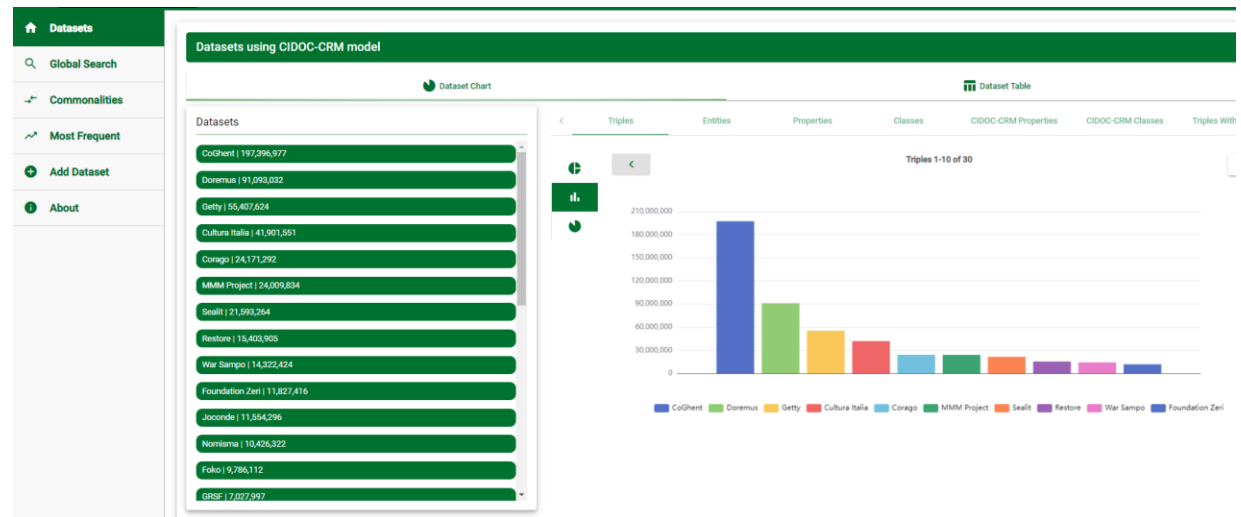 Datasets
Global Search
Commonalities
Most Frequent
Add Dataset
About
Datasets using CIDOC-CRM model
Dataset Chart
Dataset Table
Datasets
CoGhent | 197,396,977
Doremus | 91,093,032
Getty | 55,407,624
Cultura Italia | 41,901,551
Corago | 24,171,292
MMM Project | 24,009,834
Sealit | 21,593,264
Restore | 15,403,905
War Sampo | 14,322,424
Foundation Zeri | 11,827,416
Joconde | 11,554,296
Nomisma | 10,426,322
Foko | 9,786,112
GRSF | 7,027,997
Triples Entities Properties Classes CIDOC-CRM Properties CIDOC-CRM Classes Triples With
Triples 1-10 of 30
210,000,000
180,000,000
150,000,000
120,000,000
90,000,000
60,000,000
30,000,000
0
CoGhent Doremus Getty Cultura Italia Corago MMM Project Sealit Restore War Sampo Foundation Zeri